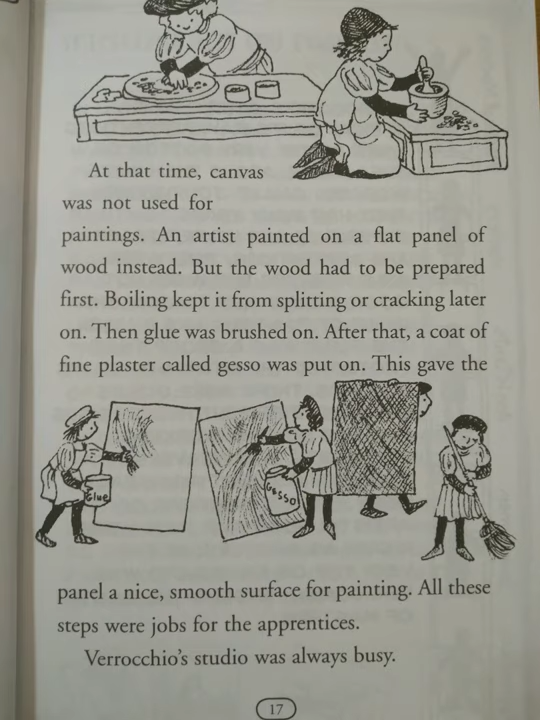 At that time, canvas
was not used for
paintings. An artist painted on a flat panel of
wood instead. But the wood had to be prepared
first. Boiling kept it from splitting or cracking later
on. Then glue was brushed on. After that, a coat of
fine plaster called gesso was put on. This gave the
Glue
GESSO
panel a nice, smooth surface for painting. All these
steps were jobs for the apprentices.
Verrocchio's studio was always busy.
17